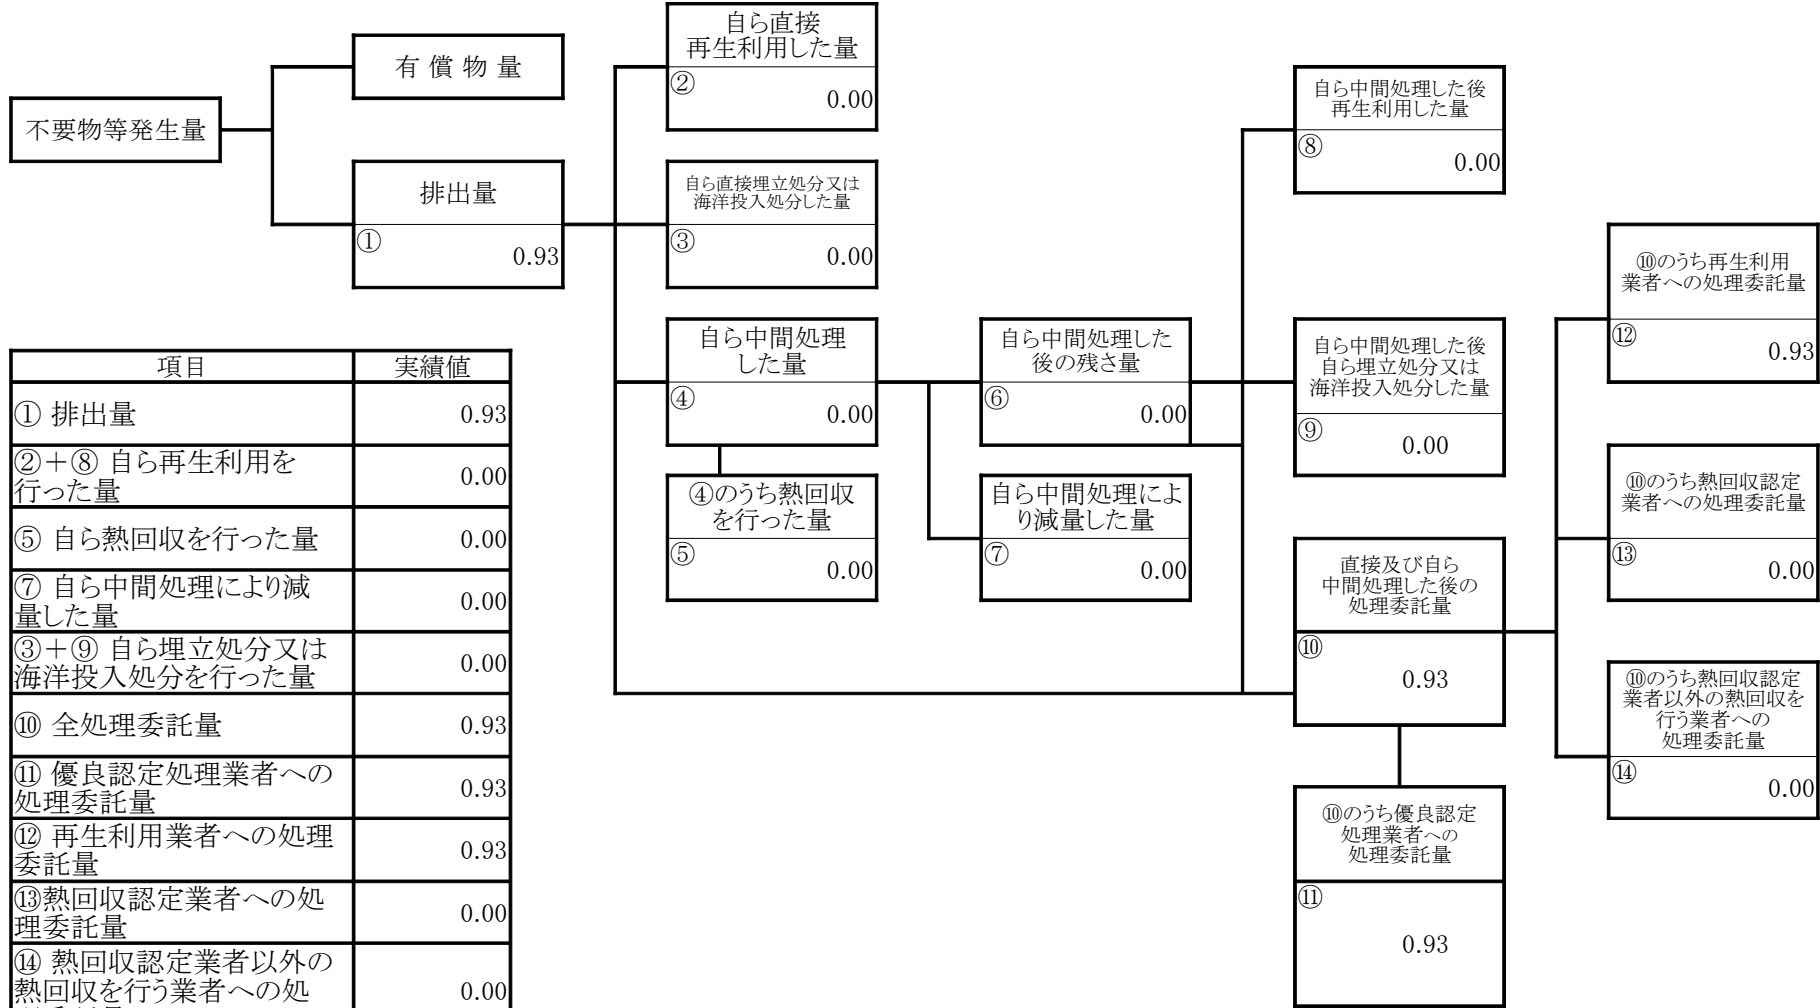 不要物等発生量
有 償 物 量
排出量
①
0.93
自ら直接
再生利用した量
②
0.00
自ら直接埋立処分又は
海洋投入処分した量
③
0.00
自ら中間処理
した量
④
0.00
④のうち熱回収
を行った量
⑤
0.00
自ら中間処理した
後の残さ量
⑥
0.00
自ら中間処理によ
り減量した量
⑦
0.00
自ら中間処理した後
再生利用した量
⑧
0.00
自ら中間処理した後
自ら埋立処分又は
海洋投入処分した量
⑨
0.00
直接及び自ら
中間処理した後の
処理委託量
⑩
0.93
⑩のうち優良認定
処理業者への
処理委託量
⑪
0.93
⑩のうち再生利用
業者への処理委託量
⑫
0.93
⑩のうち熱回収認定
業者への処理委託量
⑬
0.00
⑩のうち熱回収認定
業者以外の熱回収を
行う業者への
処理委託量
⑭
0.00
項目 実績値
① 排出量 0.93
②＋⑧ 自ら再生利用を
行った量 0.00
⑤ 自ら熱回収を行った量 0.00
⑦ 自ら中間処理により減
量した量 0.00
③＋⑨ 自ら埋立処分又は
海洋投入処分を行った量 0.00
⑩ 全処理委託量 0.93
⑪ 優良認定処理業者への
処理委託量 0.93
⑫ 再生利用業者への処理
委託量 0.93
⑬熱回収認定業者への処
理委託量 0.00
⑭ 熱回収認定業者以外の
熱回収を行う業者への処 0.00